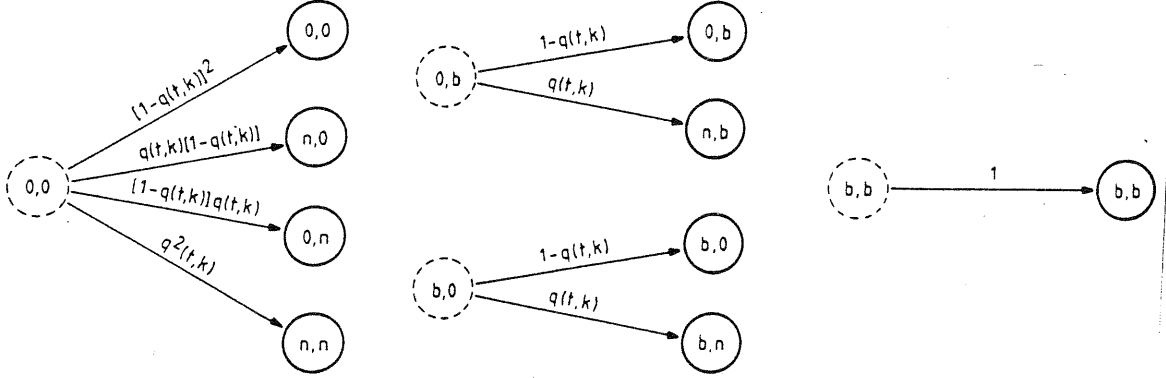 0,0
[1-q(t,k)]²
0,0
q(t,k)[1-q(t,k)]
n,0
[1-q(t,k)]q(t,k)
0,n
q²(t,k)
n,n
0,b
1-q(t,k)
0,b
q(t,k)
n,b
b,0
1-q(t,k)
b,0
q(t,k)
b,n
b,b
1
b,b